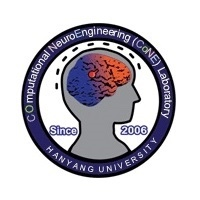 COmputational NeuroEngineering (CoNE) Laboratory
Since 2006
HANYANG UNIVERSITY